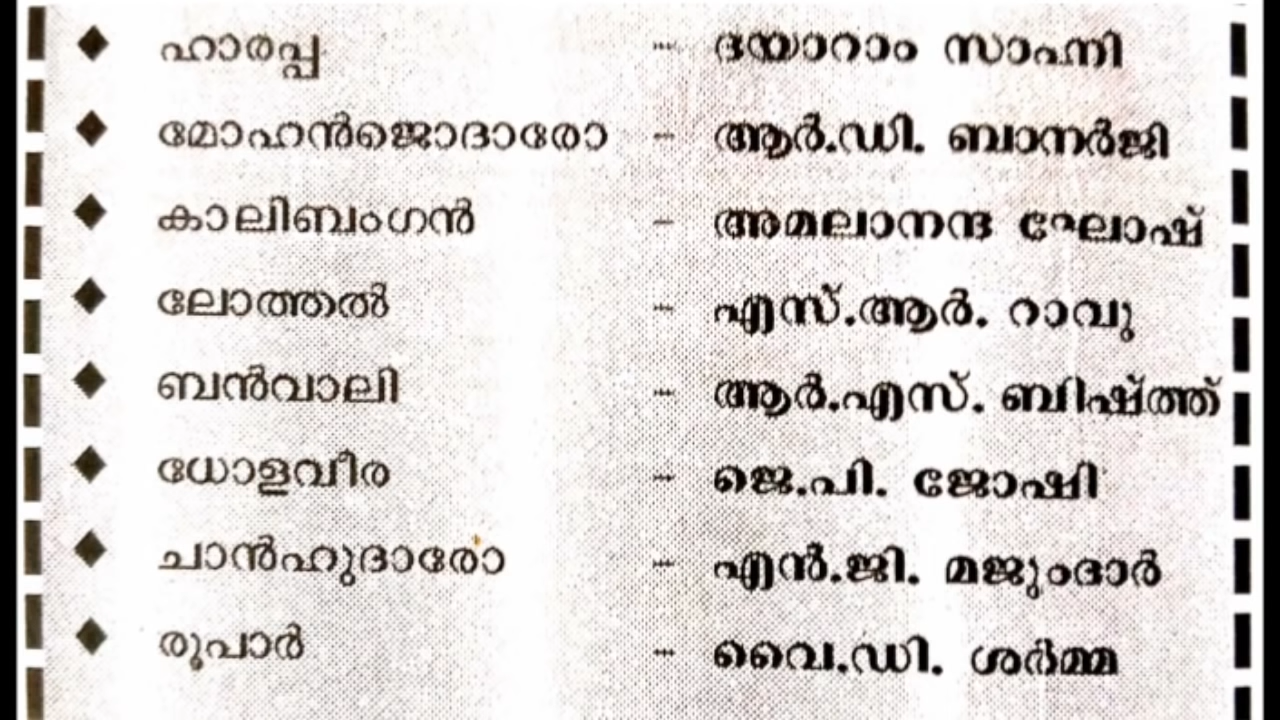 ◆ ഹാരപ്പ - ദയാറാം സാഹ്നി
◆ മോഹൻജൊദാരോ - ആർ.ഡി. ബാനർജി
◆ കാലിബംഗൻ - അമലാനന്ദ ഘോഷ്
◆ ലോത്തൽ - എസ്.ആർ. റാവു
◆ ബൻവാലി - ആർ.എസ്. ബിഷ്ത്ത്
◆ ധോളവീര - ജെ.പി. ജോഷി
◆ ചാൻഹുദാരോ - എൻ.ജി. മജുംദാർ
◆ രൂപാർ - വൈ.ഡി. ശർമ്മ